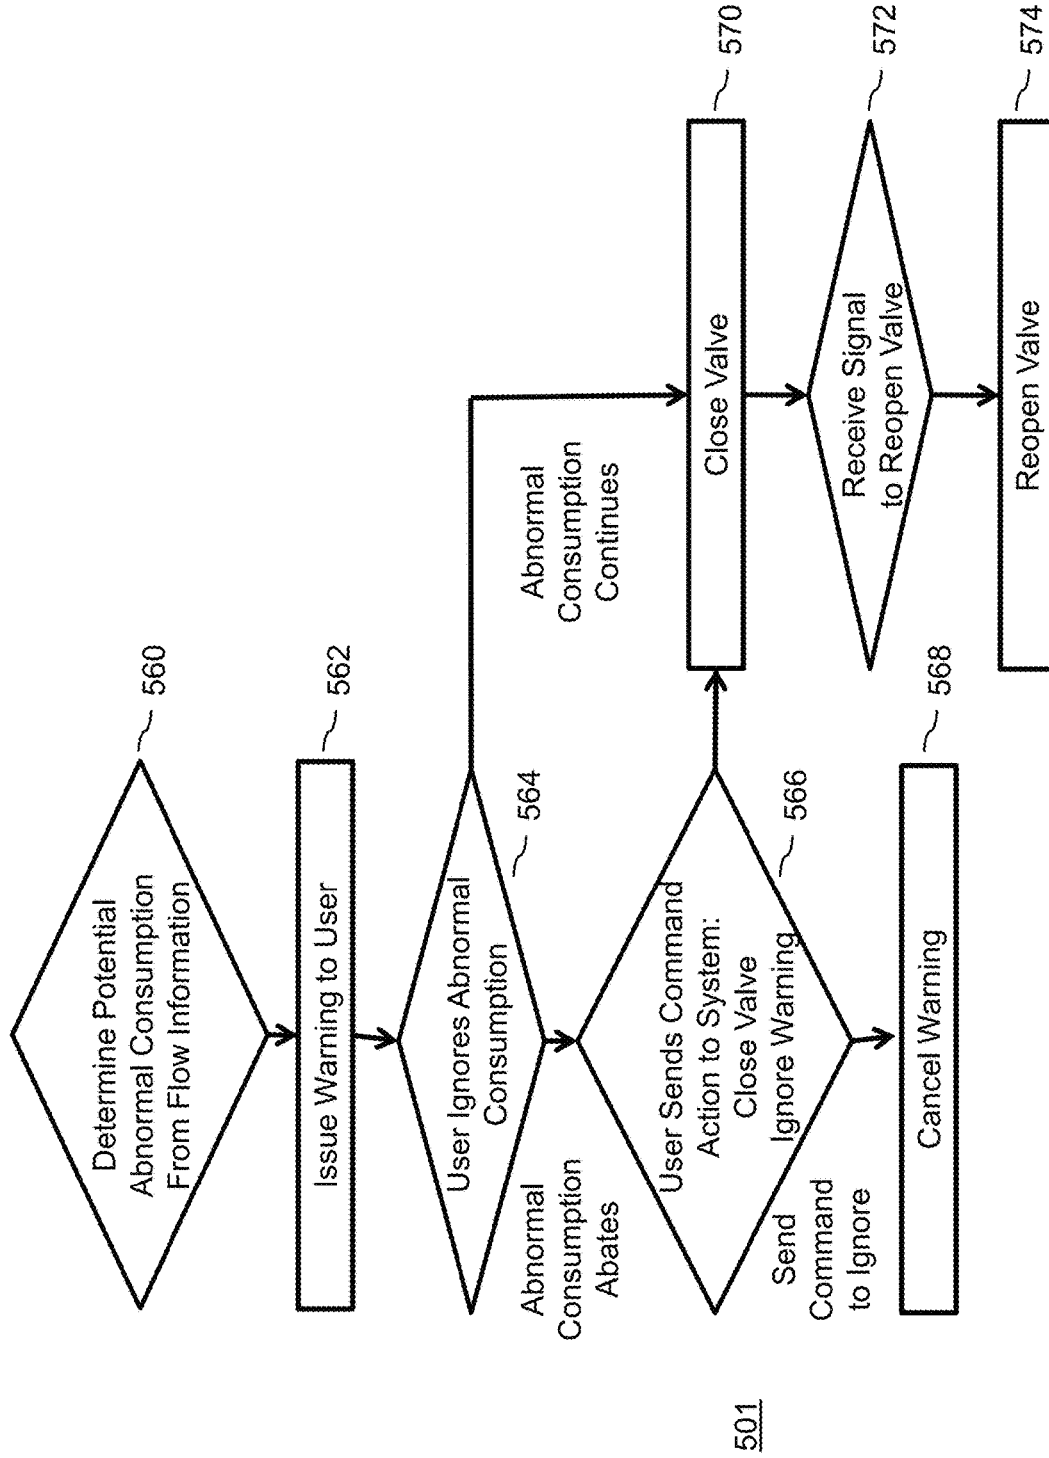 Determine Potential
Abnormal Consumption
From Flow Information
560
Issue Warning to User
562
User Ignores Abnormal
Consumption
564
Abnormal
Consumption
Abates
Abnormal
Consumption
Continues
User Sends Command
Action to System:
Close Valve
Ignore Warning
566
Send
Command
to Ignore
Cancel Warning
568
Close Valve
570
Receive Signal
to Reopen Valve
572
Reopen Valve
574
501